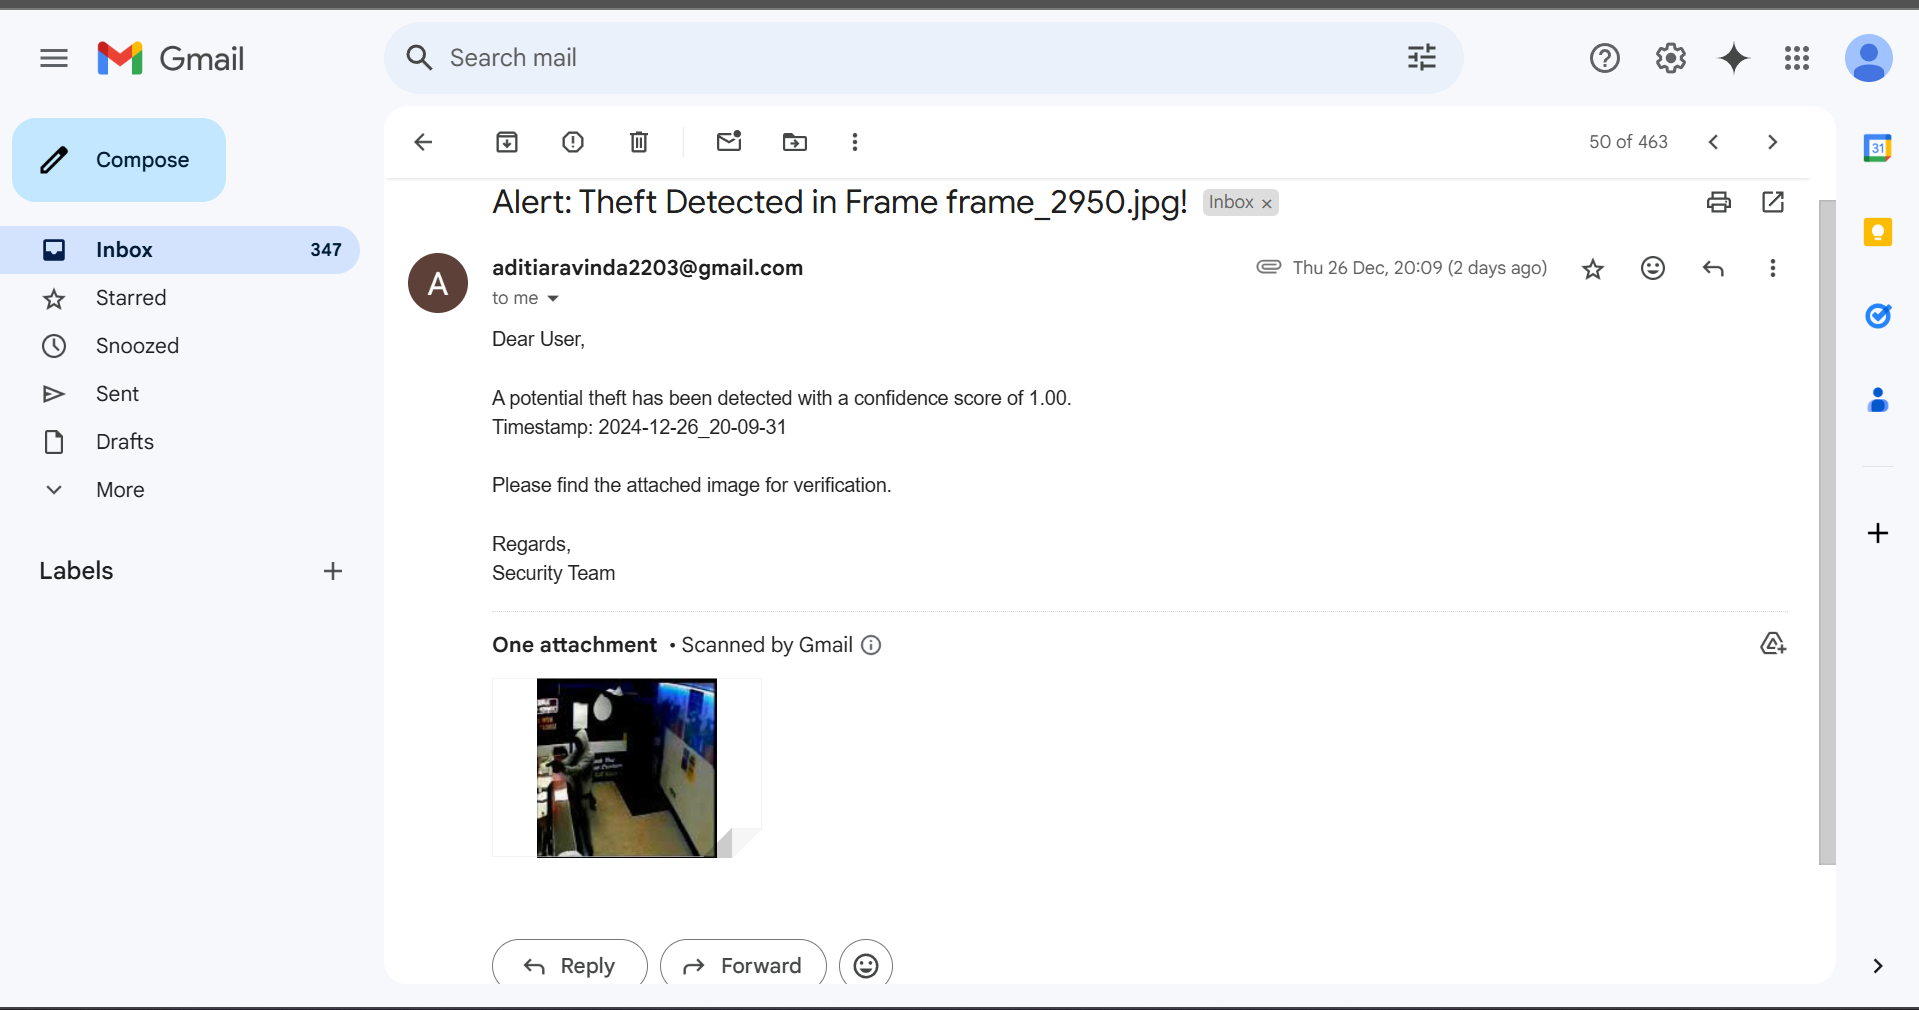 Gmail
Search mail
Compose
50 of 463
31
Alert: Theft Detected in Frame frame_2950.jpg! Inbox ×
Inbox 347
Starred
Snoozed
Sent
Drafts
More
Labels
A
aditiaravinda2203@gmail.com
Thu 26 Dec, 20:09 (2 days ago)
to me
Dear User,
A potential theft has been detected with a confidence score of 1.00.
Timestamp: 2024-12-26_20-09-31
Please find the attached image for verification.
Regards,
Security Team
One attachment • Scanned by Gmail
Reply
Forward